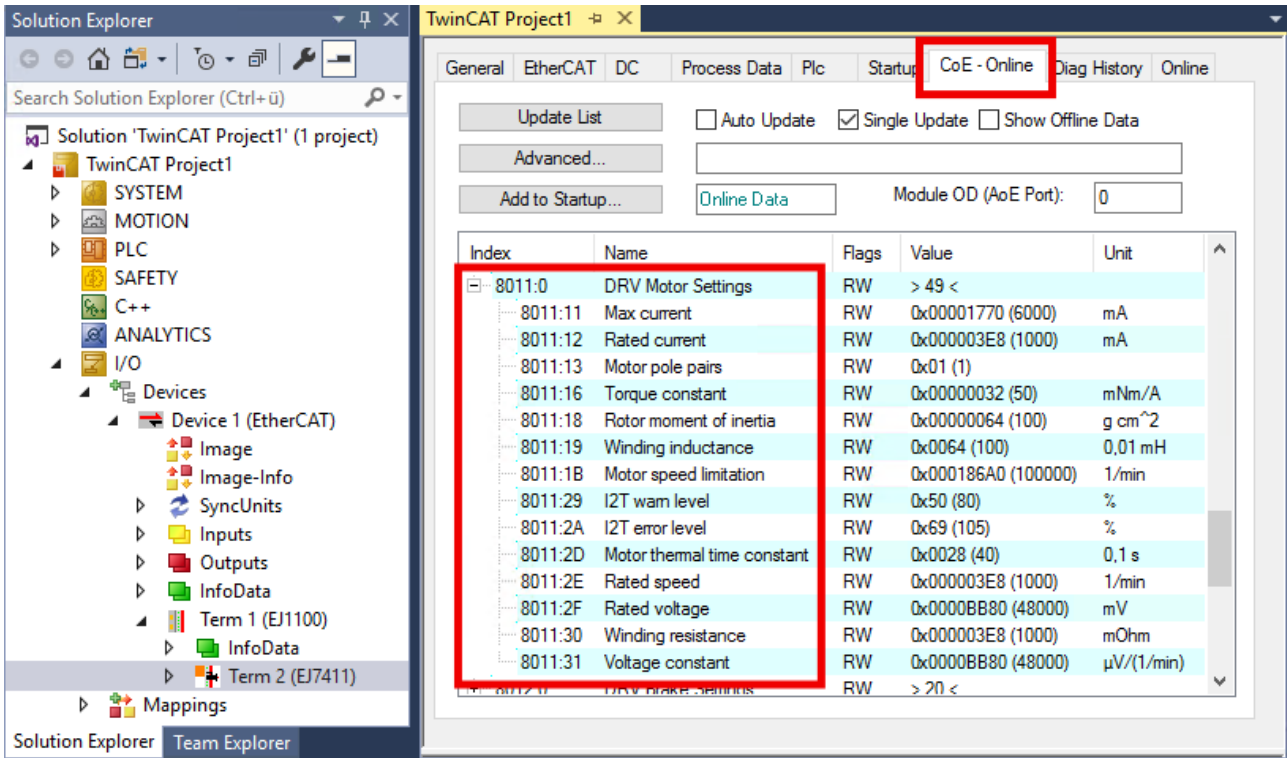 Solution Explorer
Search Solution Explorer (Ctrl+ü)
Solution 'TwinCAT Project1' (1 project)
TwinCAT Project1
SYSTEM
MOTION
PLC
SAFETY
C++
ANALYTICS
I/O
Devices
Device 1 (EtherCAT)
Image
Image-Info
SyncUnits
Inputs
Outputs
InfoData
Term 1 (EJ1100)
InfoData
Term 2 (EJ7411)
Mappings
Solution Explorer Team Explorer
TwinCAT Project1
General EtherCAT DC Process Data Plc Startup CoE - Online Diag History Online
Update List Auto Update Single Update Show Offline Data
Advanced...
Add to Startup... Online Data Module OD (AoE Port): 0
Index Name Flags Value Unit
8011:0 DRV Motor Settings RW > 49 <
8011:11 Max current RW 0x00001770 (6000) mA
8011:12 Rated current RW 0x000003E8 (1000) mA
8011:13 Motor pole pairs RW 0x01 (1)
8011:16 Torque constant RW 0x00000032 (50) mNm/A
8011:18 Rotor moment of inertia RW 0x00000064 (100) g cm^2
8011:19 Winding inductance RW 0x0064 (100) 0,01 mH
8011:1B Motor speed limitation RW 0x000186A0 (100000) 1/min
8011:29 I2T warn level RW 0x50 (80) %
8011:2A I2T error level RW 0x69 (105) %
8011:2D Motor thermal time constant RW 0x0028 (40) 0,1 s
8011:2E Rated speed RW 0x000003E8 (1000) 1/min
8011:2F Rated voltage RW 0x0000BB80 (48000) mV
8011:30 Winding resistance RW 0x000003E8 (1000) mOhm
8011:31 Voltage constant RW 0x0000BB80 (48000) µV/(1/min)
8012:0 DRV Brake Settings RW > 20 <